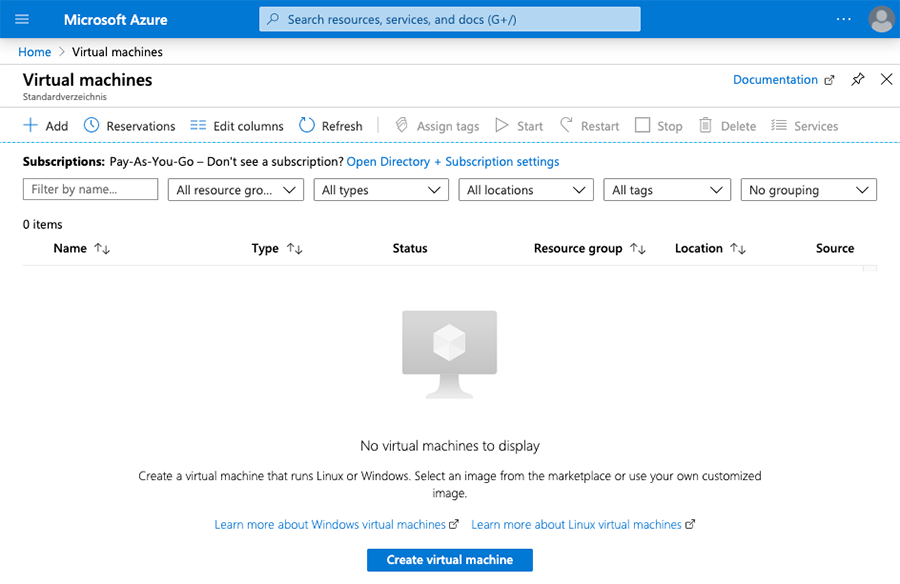 Microsoft Azure Search resources, services, and docs (G+/) ...
Home > Virtual machines
Virtual machines Documentation
Standardverzeichnis
+ Add Reservations Edit columns Refresh Assign tags Start Restart Stop Delete Services
Subscriptions: Pay-As-You-Go – Don't see a subscription? Open Directory + Subscription settings
Filter by name... All resource gro... All types All locations All tags No grouping
0 items
Name ↑↓ Type ↑↓ Status Resource group ↑↓ Location ↑↓ Source
No virtual machines to display
Create a virtual machine that runs Linux or Windows. Select an image from the marketplace or use your own customized
image.
Learn more about Windows virtual machines Learn more about Linux virtual machines
Create virtual machine